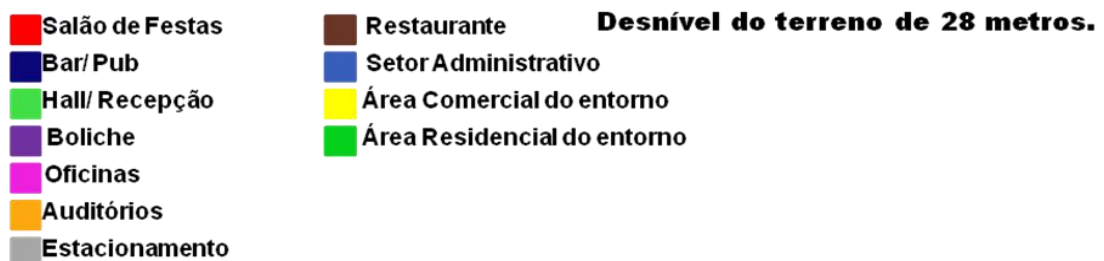 Salão de Festas
Bar/ Pub
Hall/ Recepção
Boliche
Oficinas
Auditórios
Estacionamento
Restaurante
Setor Administrativo
Área Comercial do entorno
Área Residencial do entorno
Desnível do terreno de 28 metros.